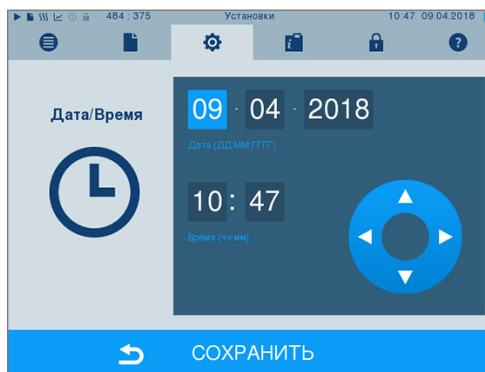 484 : 375 Установки 10:47 09.04.2018
Дата/Время
09 · 04 · 2018
Дата (ДД:ММ:ГГГГ)
10 : 47
Время (чч:мм)
СОХРАНИТЬ